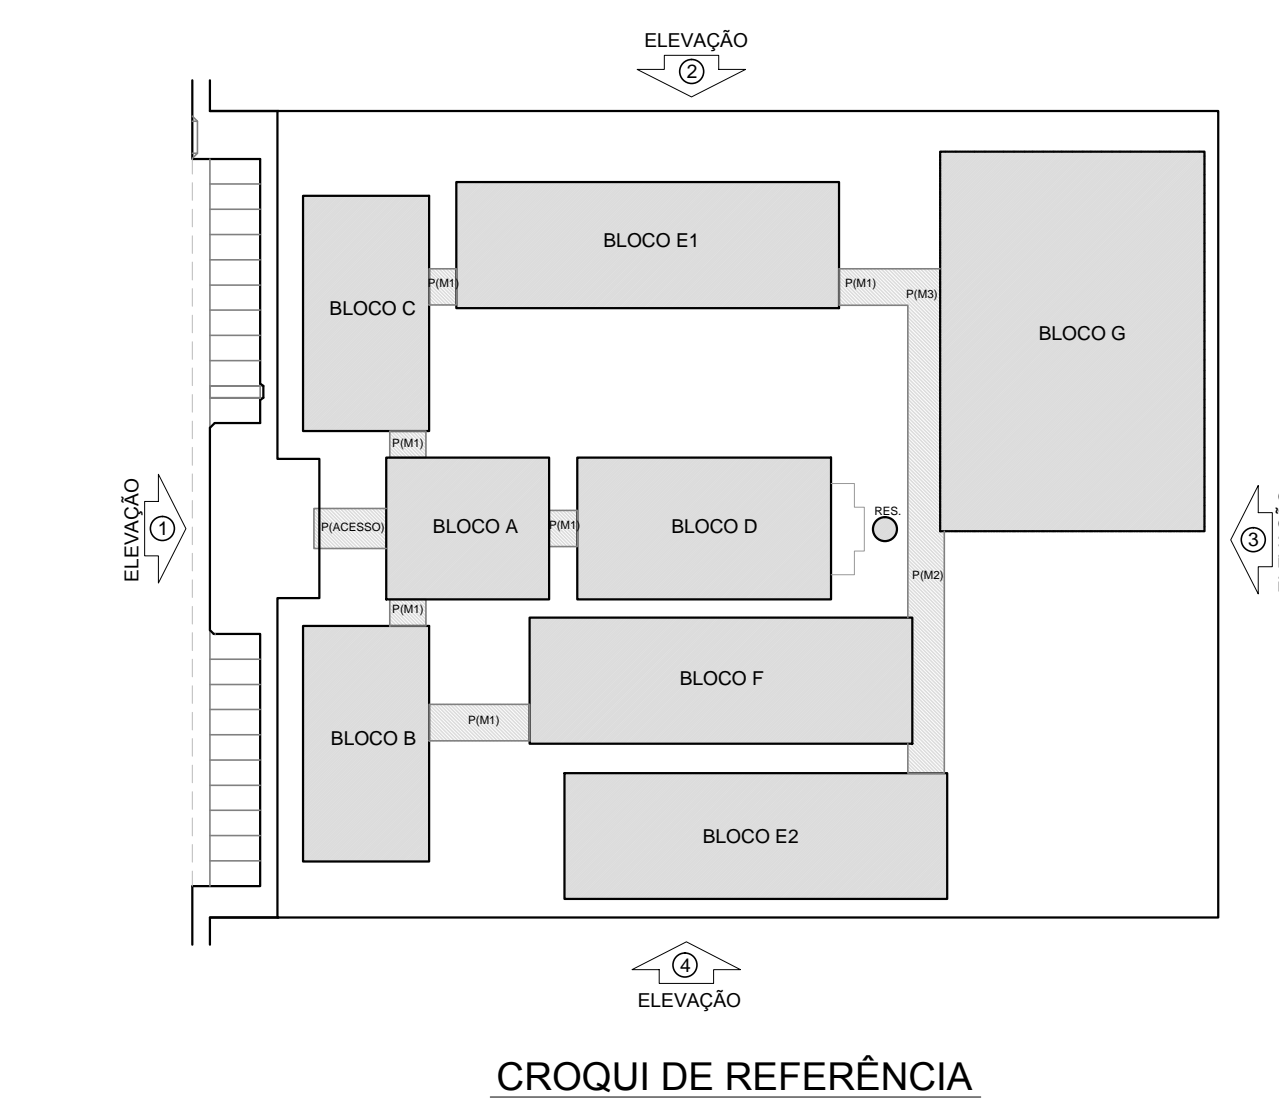 ELEVAÇÃO
2
BLOCO E1
BLOCO C
P(M1)
P(M1)
P(M3)
BLOCO G
P(M1)
ELEVAÇÃO
1
P(ACESSO)
BLOCO A
P(M1)
BLOCO D
RES.
3
P(M2)
P(M1)
BLOCO F
BLOCO B
P(M1)
BLOCO E2
4
ELEVAÇÃO
CROQUI DE REFERÊNCIA